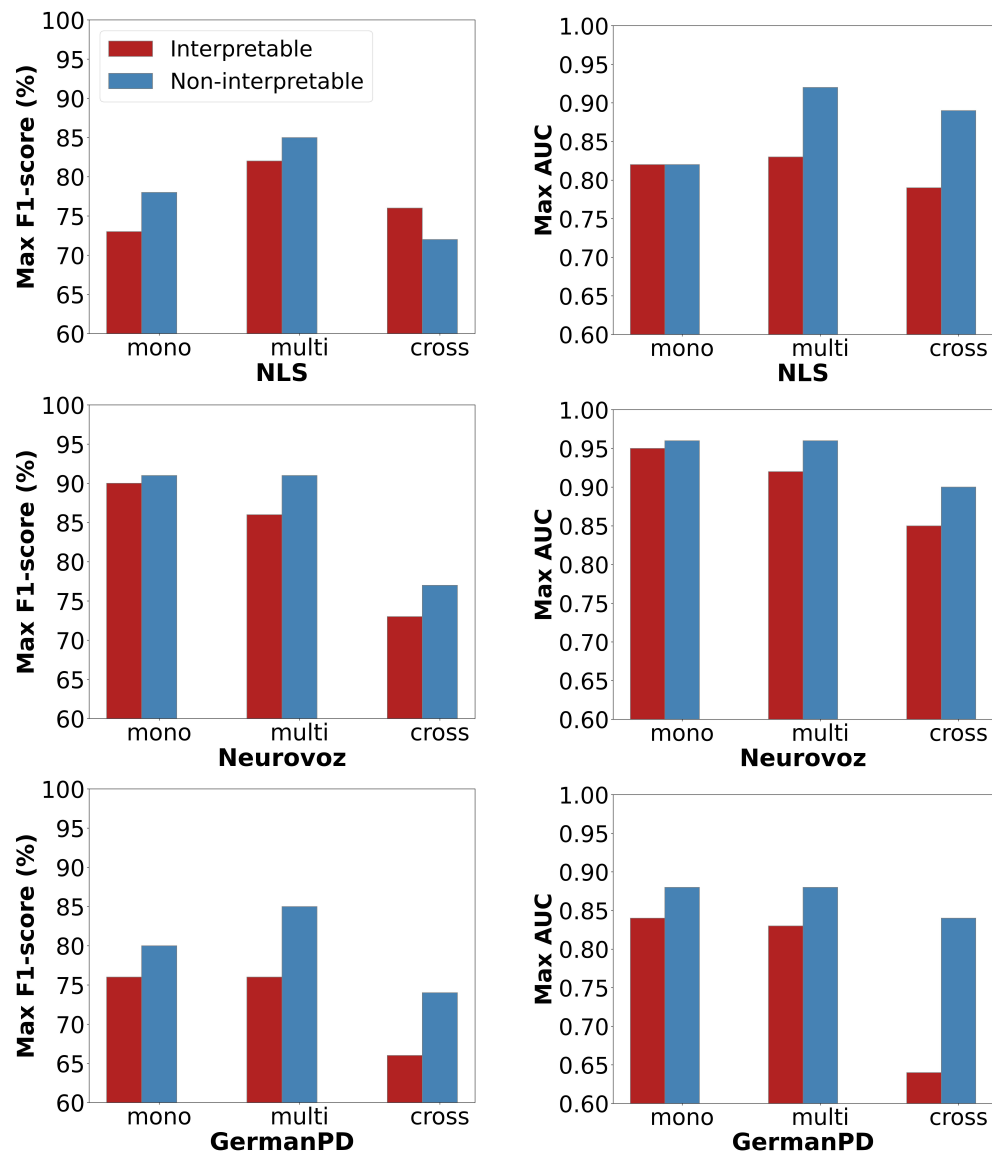 Max F1-score (%)
100
95
90
85
80
75
70
65
60
Interpretable
Non-interpretable
mono multi cross
NLS
Max AUC
1.00
0.95
0.90
0.85
0.80
0.75
0.70
0.65
0.60
mono multi cross
NLS
Max F1-score (%)
100
95
90
85
80
75
70
65
60
mono multi cross
Neurovoz
Max AUC
1.00
0.95
0.90
0.85
0.80
0.75
0.70
0.65
0.60
mono multi cross
Neurovoz
Max F1-score (%)
100
95
90
85
80
75
70
65
60
mono multi cross
GermanPD
Max AUC
1.00
0.95
0.90
0.85
0.80
0.75
0.70
0.65
0.60
mono multi cross
GermanPD